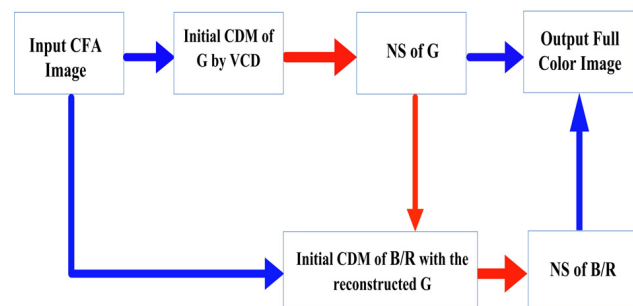 Input CFA
Image
Initial CDM of
G by VCD
NS of G
Output Full
Color Image
Initial CDM of B/R with the
reconstructed G
NS of B/R